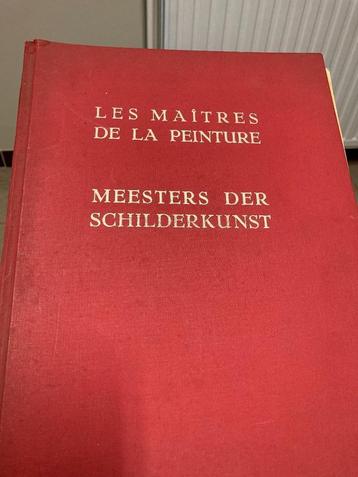 LES MAÎTRES
DE LA PEINTURE
MEESTERS DER
SCHILDERKUNST